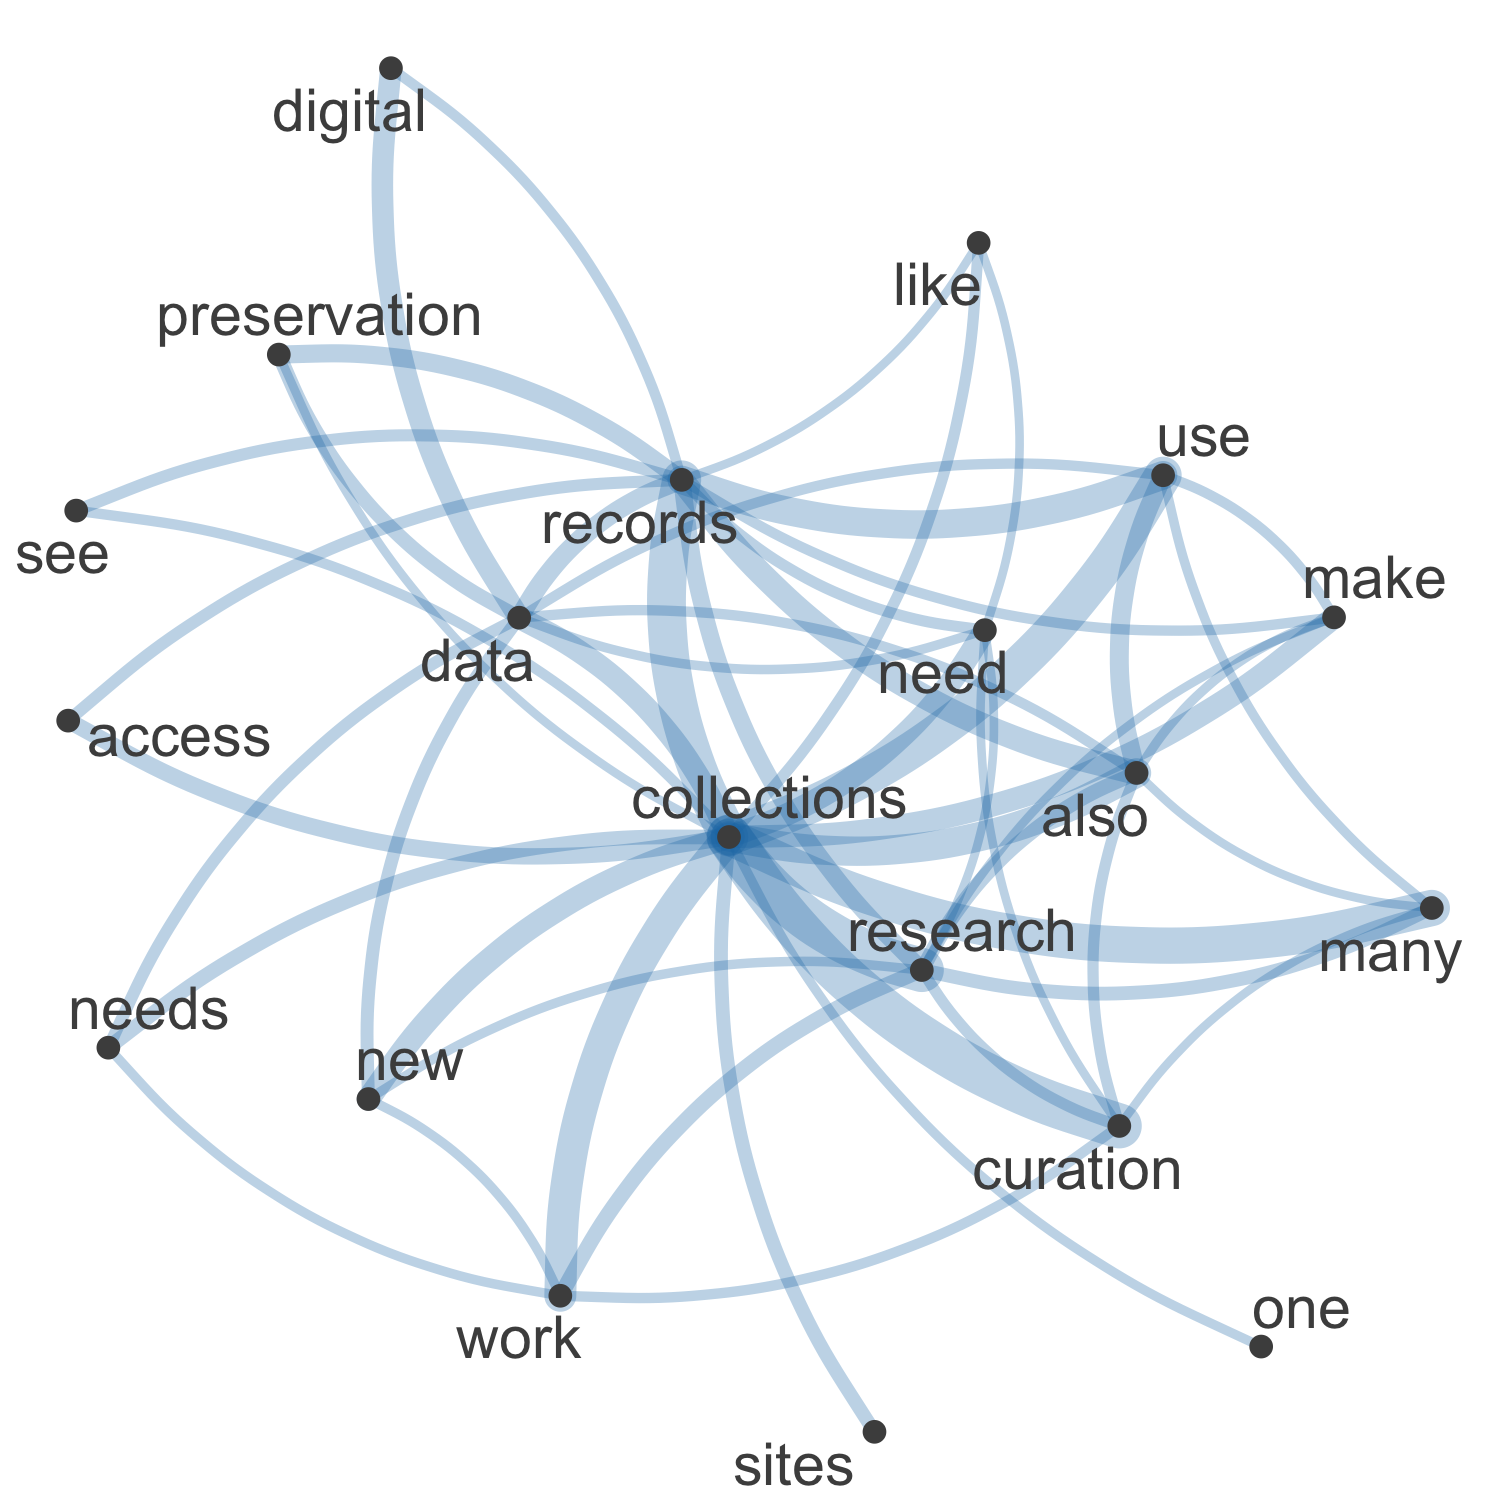 digital
like
preservation
use
records
see
make
data
need
access
collections
also
research
many
needs
new
curation
one
work
sites